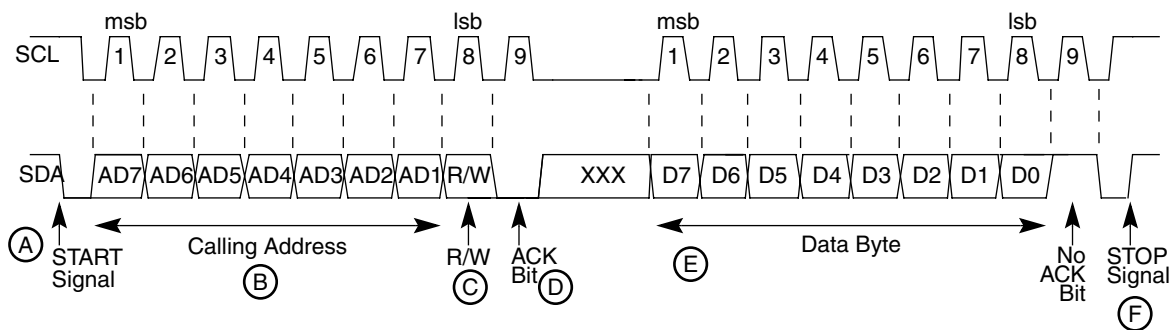 msb lsb msb lsb
SCL 1 2 3 4 5 6 7 8 9 1 2 3 4 5 6 7 8 9
SDA AD7 AD6 AD5 AD4 AD3 AD2 AD1 R/W XXX D7 D6 D5 D4 D3 D2 D1 D0
A START Signal
Calling Address
B
R/W
C
ACK Bit
D
E
Data Byte
No ACK Bit
STOP Signal
F